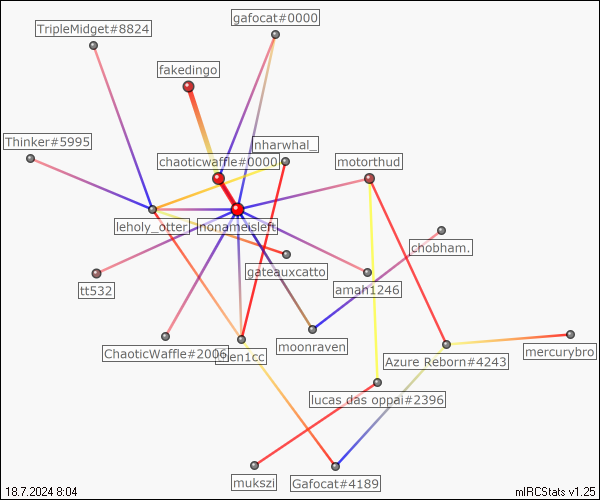 gafocat#0000
TripleMidget#8824
fakedingo
Thinker#5995
nharwhal_
chaoticwaffle#0000
motorthud
leholy_otter
nonameisleft
chobham.
gateauxcatto
tt532
amah1246
moonraven
ChaoticWaffle#2006
Azure Reborn#4243
mercurybro
lucas das oppai#2396
mukszi
Gafocat#4189
18.7.2024 8:04
mIRCStats v1.25